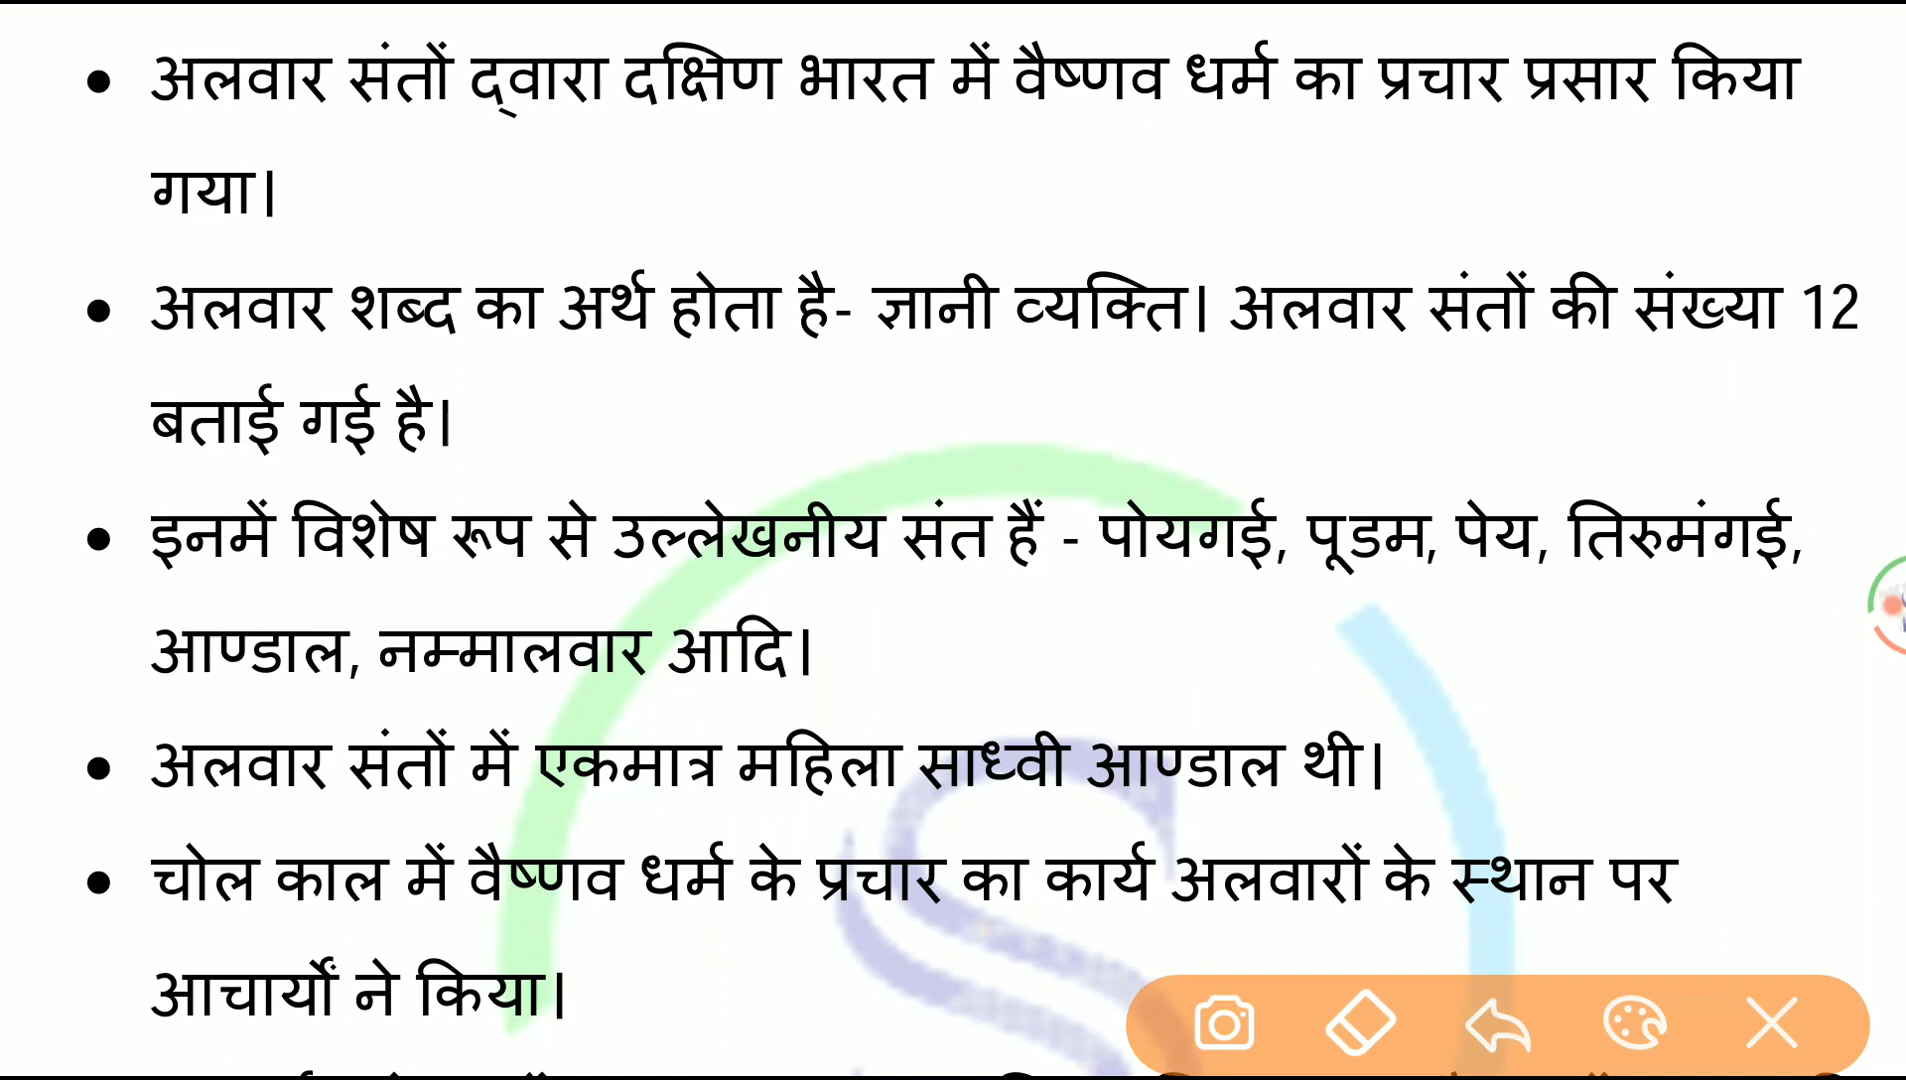 • अलवार संतों द्वारा दक्षिण भारत में वैष्णव धर्म का प्रचार प्रसार किया
गया।
• अलवार शब्द का अर्थ होता है- ज्ञानी व्यक्ति। अलवार संतों की संख्या 12
बताई गई है।
• इनमें विशेष रूप से उल्लेखनीय संत हैं - पोयगई, पूडम, पेय, तिरुमंगई,
आण्डाल, नम्मालवार आदि।
• अलवार संतों में एकमात्र महिला साध्वी आण्डाल थी।
• चोल काल में वैष्णव धर्म के प्रचार का कार्य अलवारों के स्थान पर
आचार्यों ने किया।